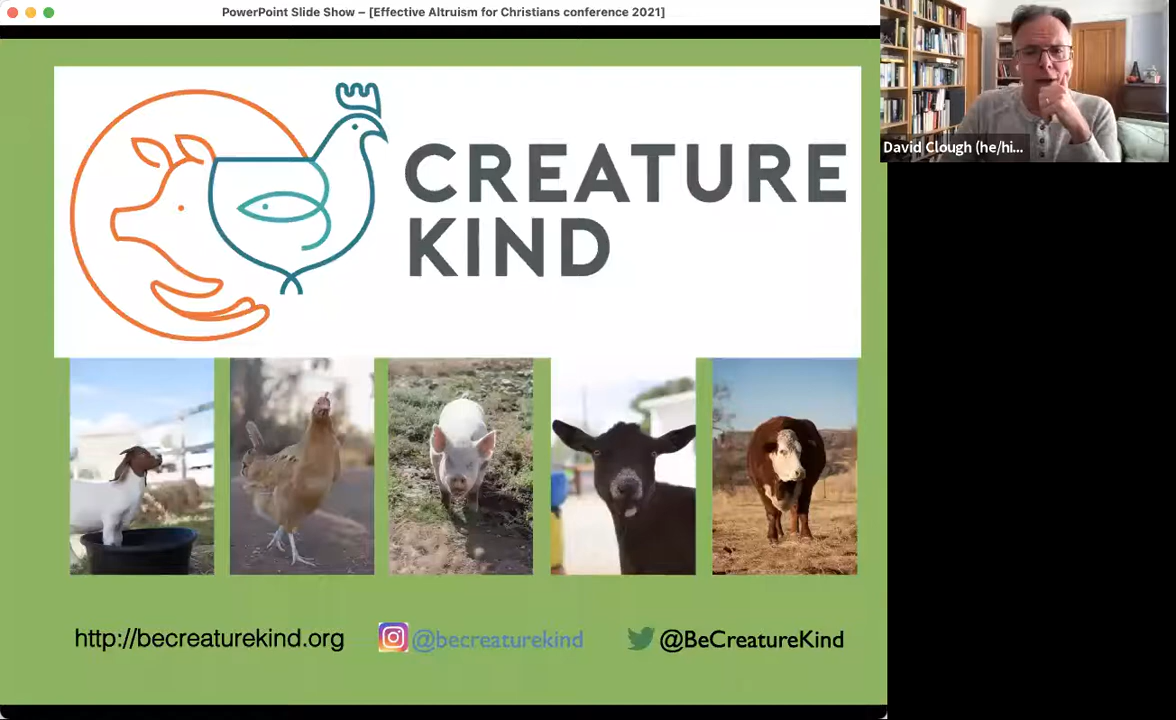 PowerPoint Slide Show – [Effective Altruism for Christians conference 2021]
David Clough (he/hi...
CREATURE
KIND
http://becreaturekind.org
@becreaturekind
@BeCreatureKind